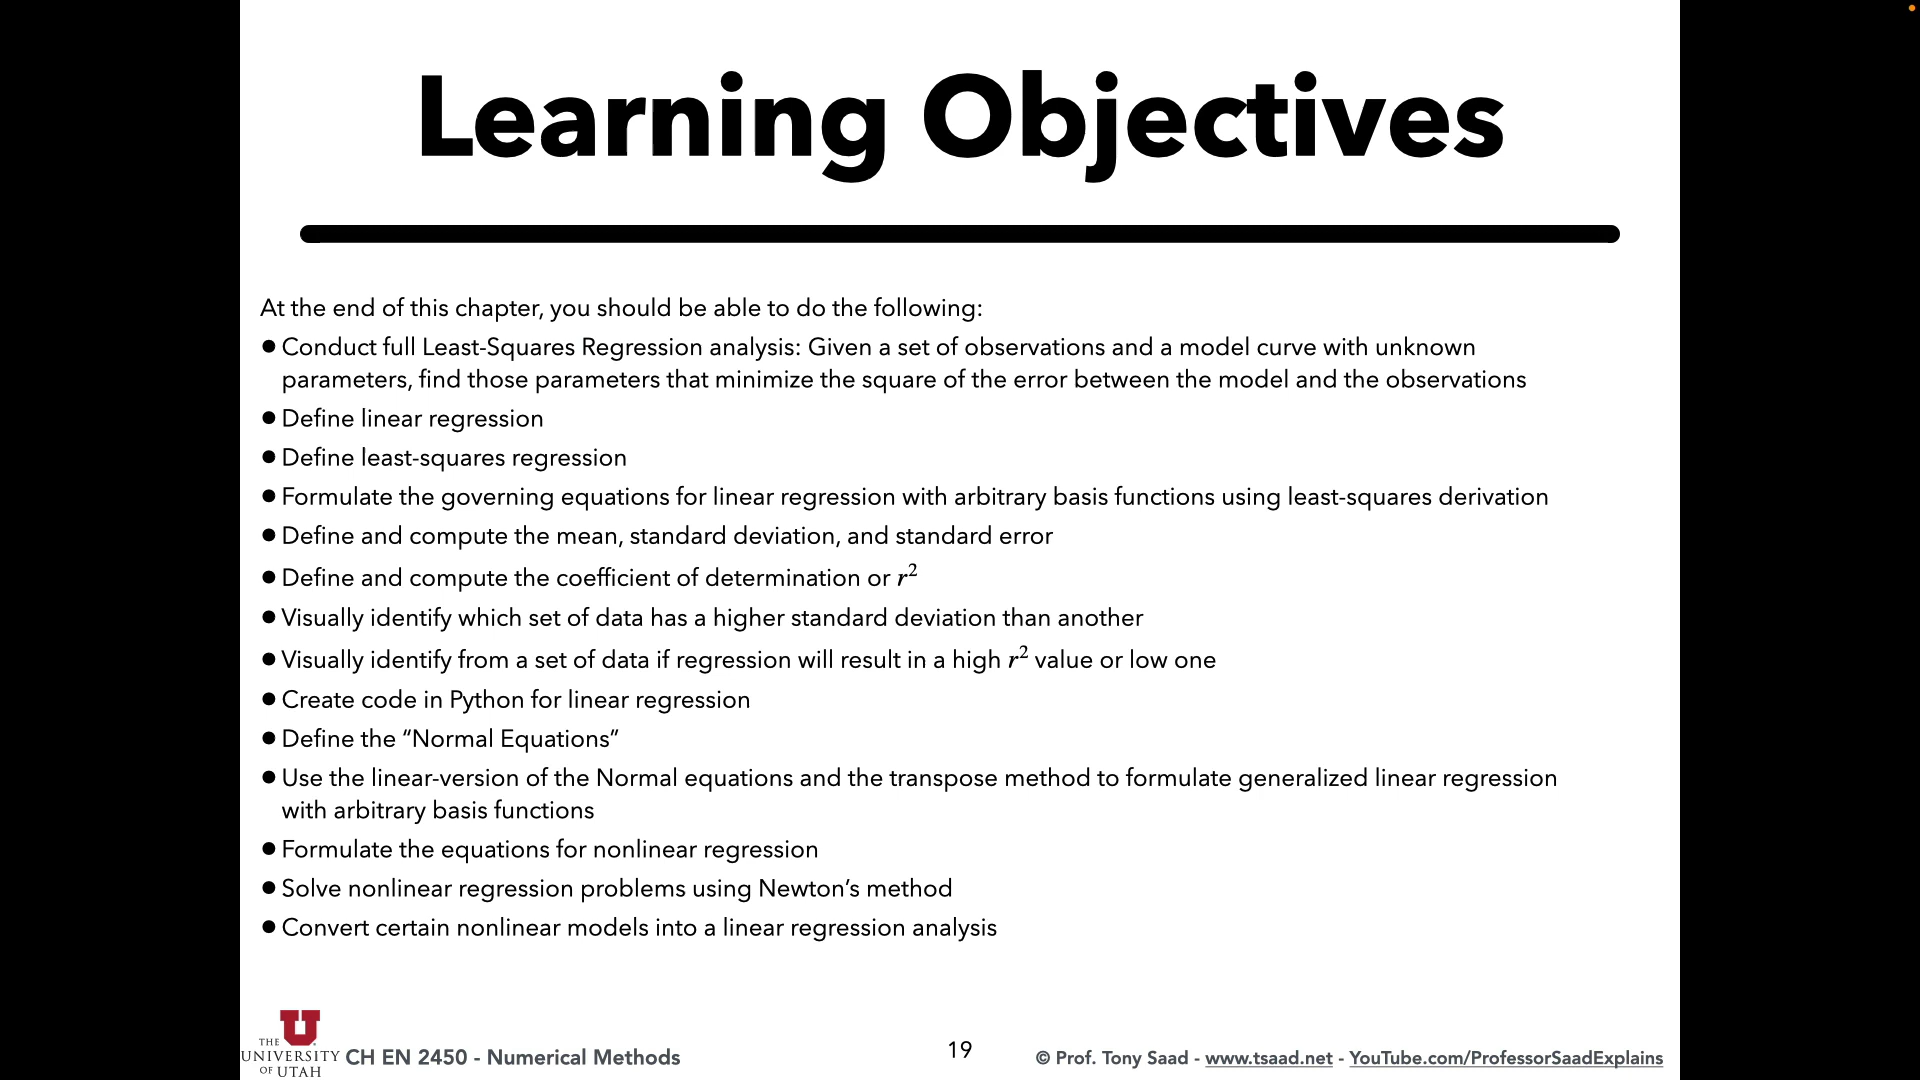 Learning Objectives
At the end of this chapter, you should be able to do the following:
● Conduct full Least-Squares Regression analysis: Given a set of observations and a model curve with unknown
parameters, find those parameters that minimize the square of the error between the model and the observations
● Define linear regression
● Define least-squares regression
● Formulate the governing equations for linear regression with arbitrary basis functions using least-squares derivation
● Define and compute the mean, standard deviation, and standard error
● Define and compute the coefficient of determination or r²
● Visually identify which set of data has a higher standard deviation than another
● Visually identify from a set of data if regression will result in a high r² value or low one
● Create code in Python for linear regression
● Define the “Normal Equations”
● Use the linear-version of the Normal equations and the transpose method to formulate generalized linear regression
with arbitrary basis functions
● Formulate the equations for nonlinear regression
● Solve nonlinear regression problems using Newton’s method
● Convert certain nonlinear models into a linear regression analysis
U
THE
UNIVERSITY
OF UTAH
CH EN 2450 - Numerical Methods
19
© Prof. Tony Saad - www.tsaad.net - YouTube.com/ProfessorSaadExplains